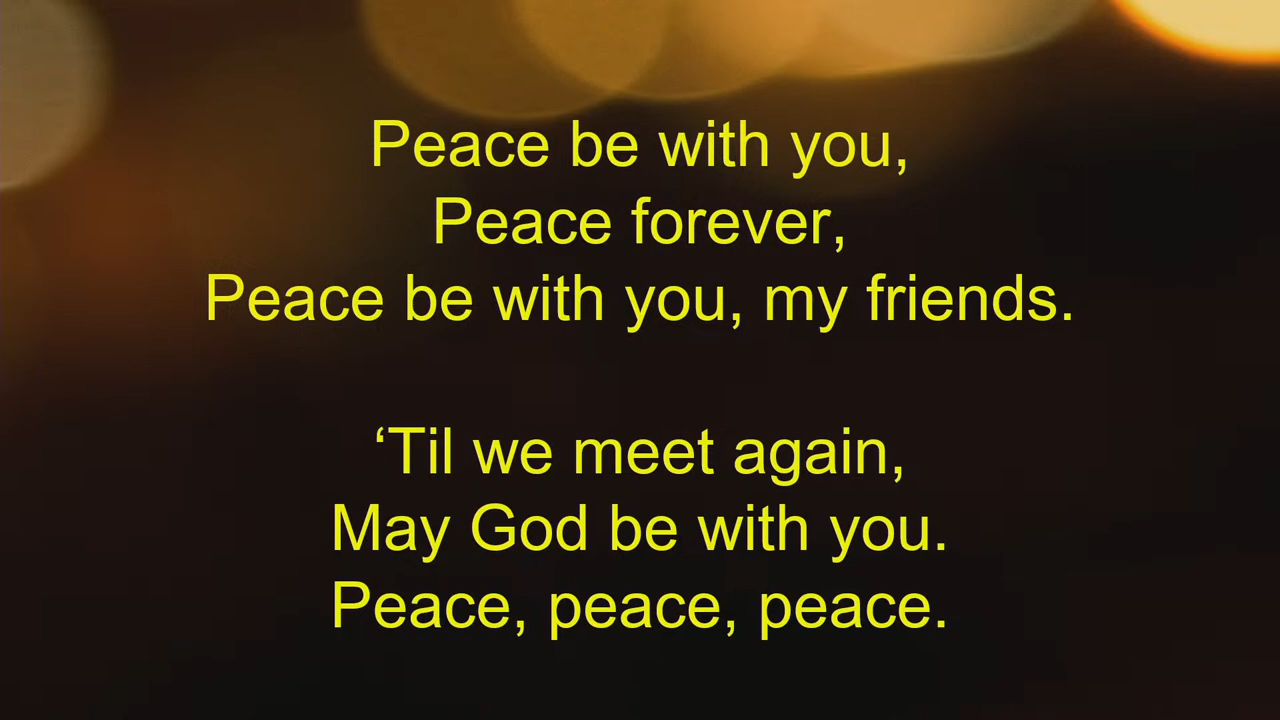 Peace be with you,
Peace forever,
Peace be with you, my friends.
‘Til we meet again,
May God be with you.
Peace, peace, peace.